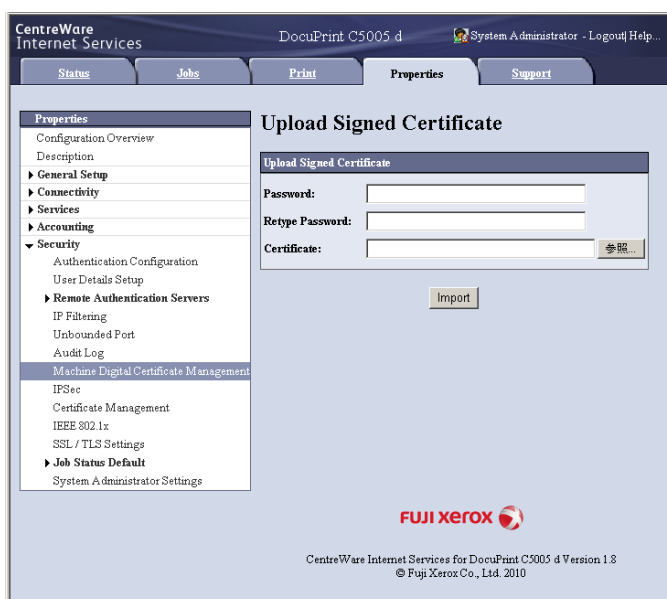 CentreWare
Internet Services
DocuPrint C5005 d
System Administrator - Logout| Help...
Status
Jobs
Print
Properties
Support
Properties
Configuration Overview
Description
General Setup
Connectivity
Services
Accounting
Security
Authentication Configuration
User Details Setup
Remote Authentication Servers
IP Filtering
Unbounded Port
Audit Log
Machine Digital Certificate Management
IPSec
Certificate Management
IEEE 802.1x
SSL / TLS Settings
Job Status Default
System Administrator Settings
Upload Signed Certificate
Upload Signed Certificate
Password:
Retype Password:
Certificate:
参照...
Import
FUJI xerox
CentreWare Internet Services for DocuPrint C5005 d Version 1.8
© Fuji Xerox Co., Ltd. 2010